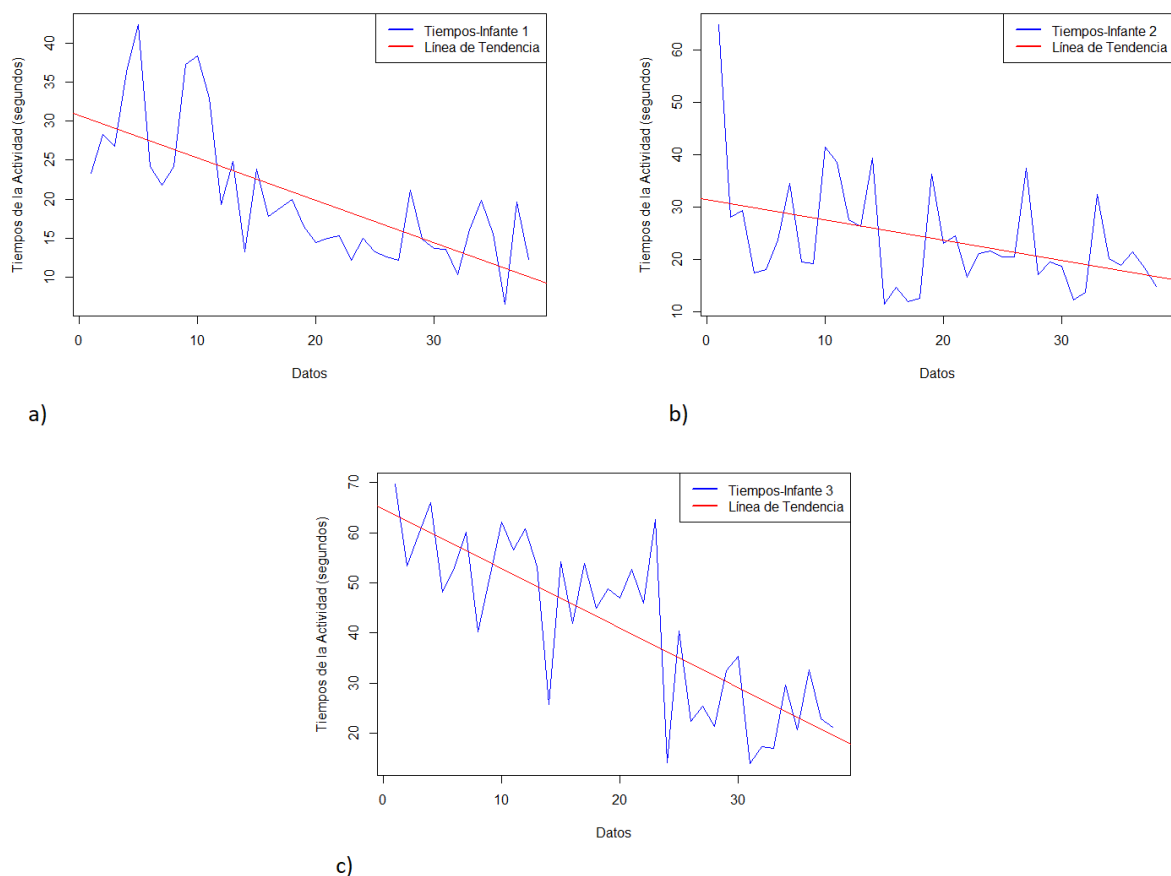 Tiempos-Infante 1
Línea de Tendencia
Tiempos de la Actividad (segundos)
40
35
30
25
20
15
10
0
10
20
30
Datos
a)
Tiempos-Infante 2
Línea de Tendencia
Tiempos de la Actividad (segundos)
60
50
40
30
20
10
0
10
20
30
Datos
b)
Tiempos-Infante 3
Línea de Tendencia
Tiempos de la Actividad (segundos)
70
60
50
40
30
20
0
10
20
30
Datos
c)